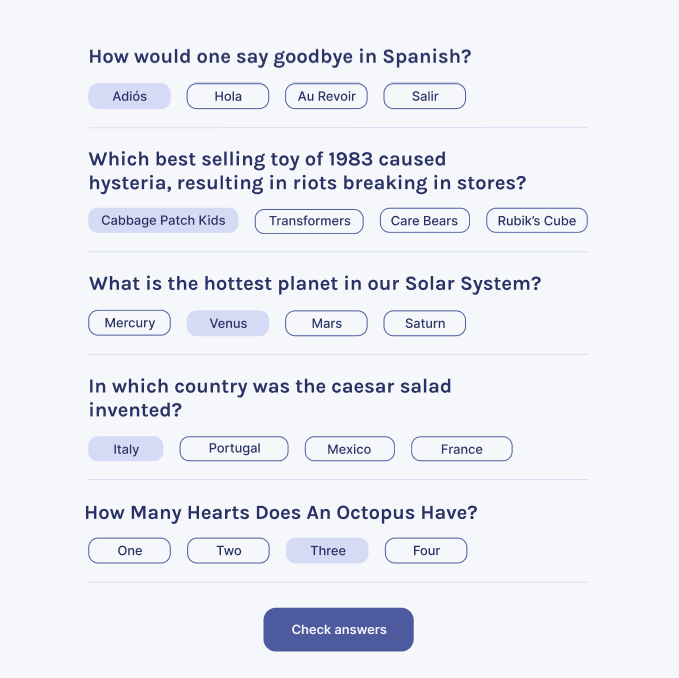 How would one say goodbye in Spanish?
Adiós Hola Au Revoir Salir
Which best selling toy of 1983 caused
hysteria, resulting in riots breaking in stores?
Cabbage Patch Kids Transformers Care Bears Rubik's Cube
What is the hottest planet in our Solar System?
Mercury Venus Mars Saturn
In which country was the caesar salad
invented?
Italy Portugal Mexico France
How Many Hearts Does An Octopus Have?
One Two Three Four
Check answers